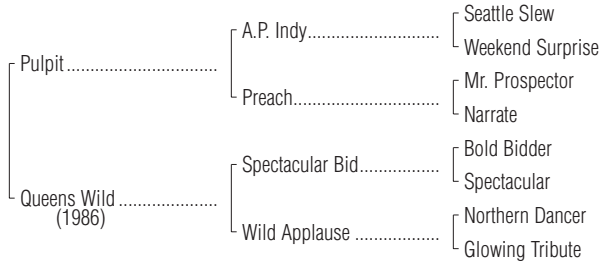 Seattle Slew
A.P. Indy..............................
Weekend Surprise
Pulpit..................................
Mr. Prospector
Preach.................................
Narrate
Bold Bidder
Spectacular Bid..................
Spectacular
Queens Wild ......................
(1986)
Northern Dancer
Wild Applause ...................
Glowing Tribute